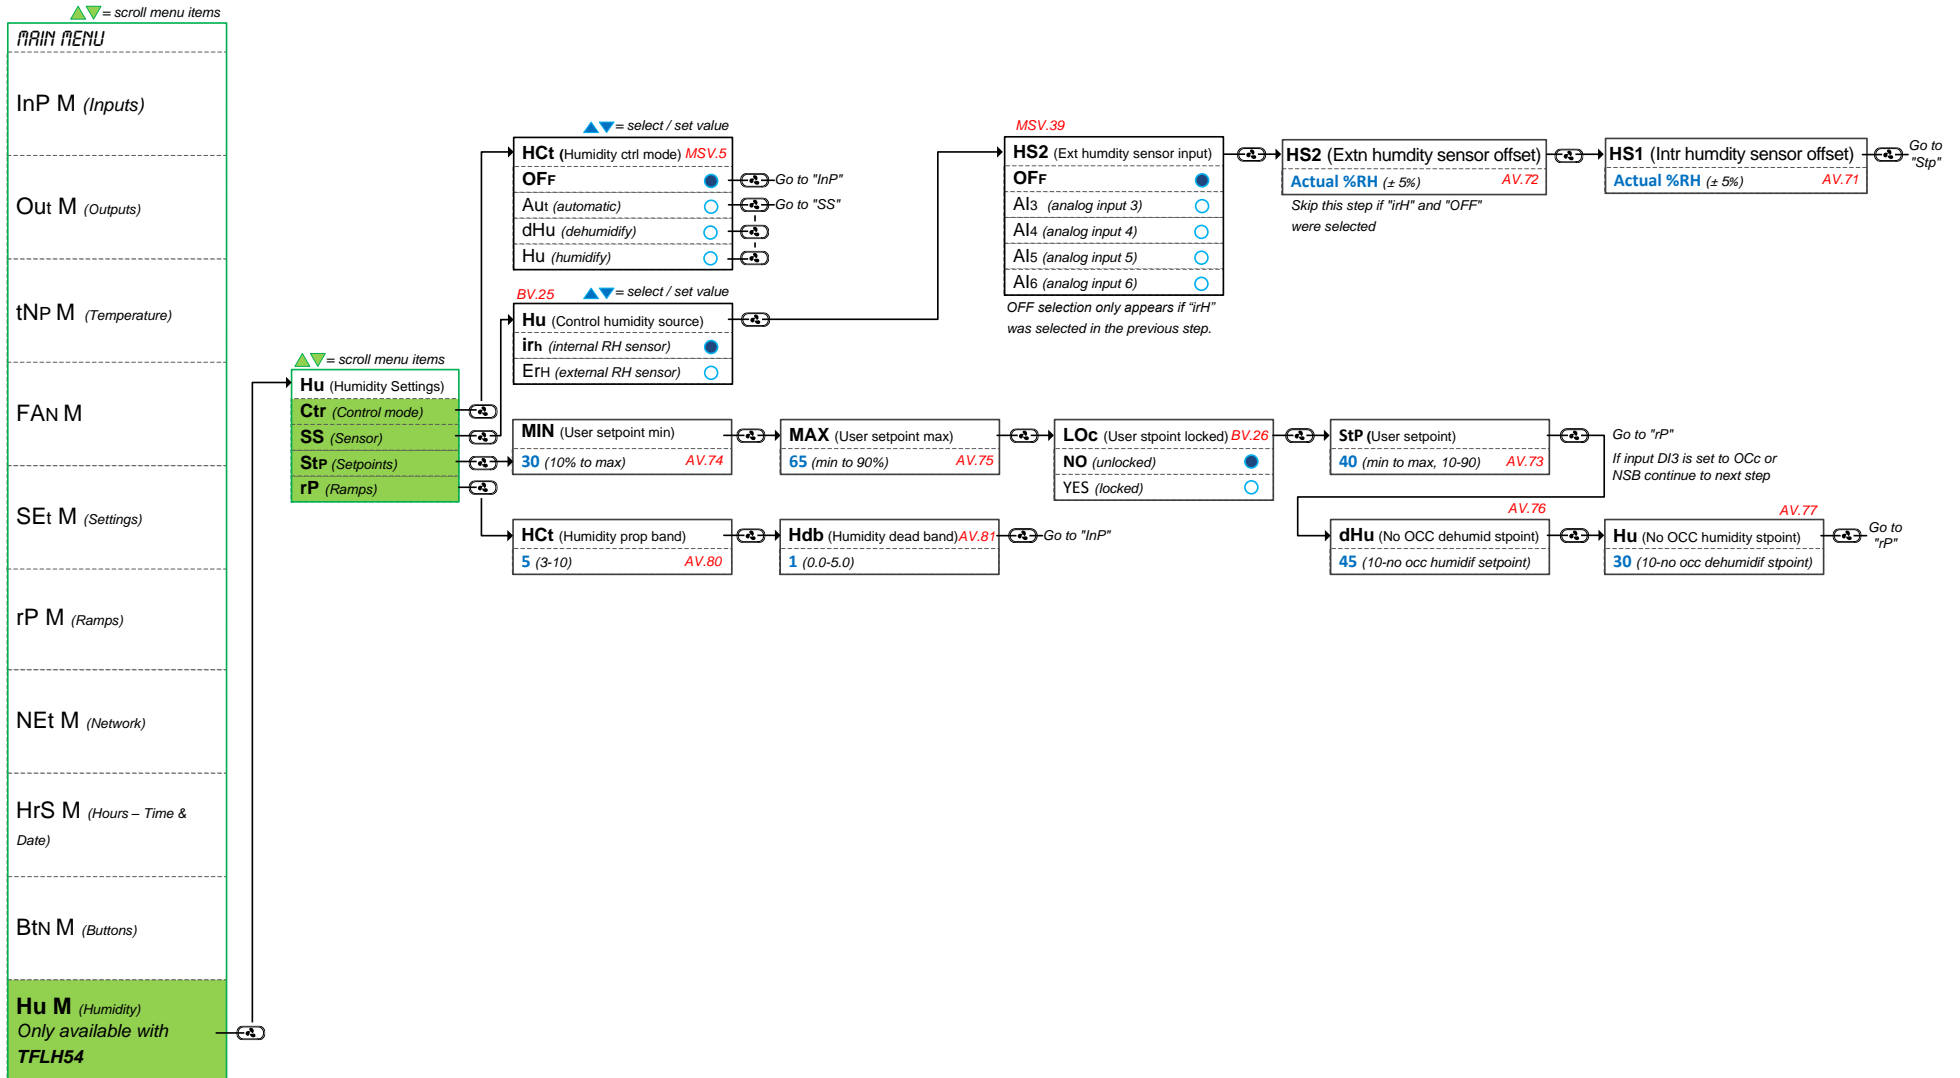 = scroll menu items
MAIN MENU
InP M (Inputs)
Out M (Outputs)
tNP M (Temperature)
FAN M
SEt M (Settings)
rP M (Ramps)
NEt M (Network)
HrS M (Hours – Time &
Date)
BtN M (Buttons)
Hu M (Humidity)
Only available with
TFLH54
= scroll menu items
Hu (Humidity Settings)
Ctr (Control mode)
SS (Sensor)
StP (Setpoints)
rP (Ramps)
= select / set value
HCt (Humidity ctrl mode) MSV.5
OFF
Go to "InP"
Aut (automatic)
Go to "SS"
dHu (dehumidify)
Hu (humidify)
BV.25
= select / set value
Hu (Control humidity source)
irh (internal RH sensor)
ErH (external RH sensor)
MSV.39
HS2 (Ext humdity sensor input)
OFF
AI3 (analog input 3)
AI4 (analog input 4)
AI5 (analog input 5)
AI6 (analog input 6)
OFF selection only appears if “irH”
was selected in the previous step.
HS2 (Extn humdity sensor offset)
Actual %RH (± 5%) AV.72
Skip this step if "irH" and "OFF"
were selected
HS1 (Intr humdity sensor offset)
Actual %RH (± 5%) AV.71
Go to
"Stp"
MIN (User setpoint min)
30 (10% to max) AV.74
MAX (User setpoint max)
65 (min to 90%) AV.75
LOc (User stpoint locked) BV.26
NO (unlocked)
YES (locked)
StP (User setpoint)
40 (min to max, 10-90) AV.73
Go to "rP"
If input DI3 is set to OCc or
NSB continue to next step
HCt (Humidity prop band)
5 (3-10) AV.80
Hdb (Humidity dead band) AV.81
1 (0.0-5.0)
Go to "InP"
AV.76
dHu (No OCC dehumid stpoint)
45 (10-no occ humidif setpoint)
AV.77
Hu (No OCC humidity stpoint)
30 (10-no occ dehumidif stpoint)
Go to
"rP"